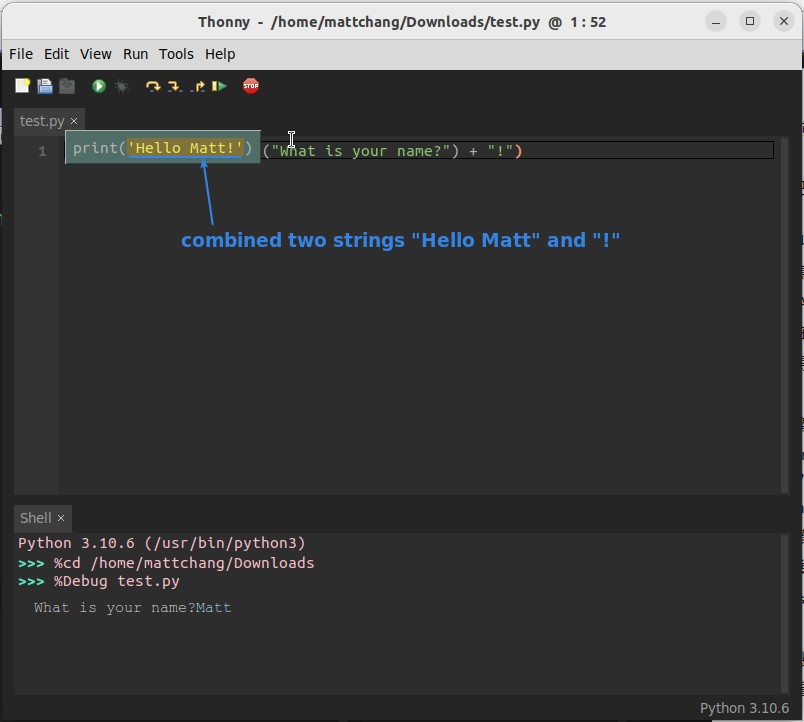 Thonny - /home/mattchang/Downloads/test.py @ 1 : 52
File Edit View Run Tools Help
STOP
test.py ×
1 print('Hello Matt!') ("What is your name?") + "!")
combined two strings "Hello Matt" and "!"
Shell ×
Python 3.10.6 (/usr/bin/python3)
>>> %cd /home/mattchang/Downloads
>>> %Debug test.py
What is your name?Matt
Python 3.10.6